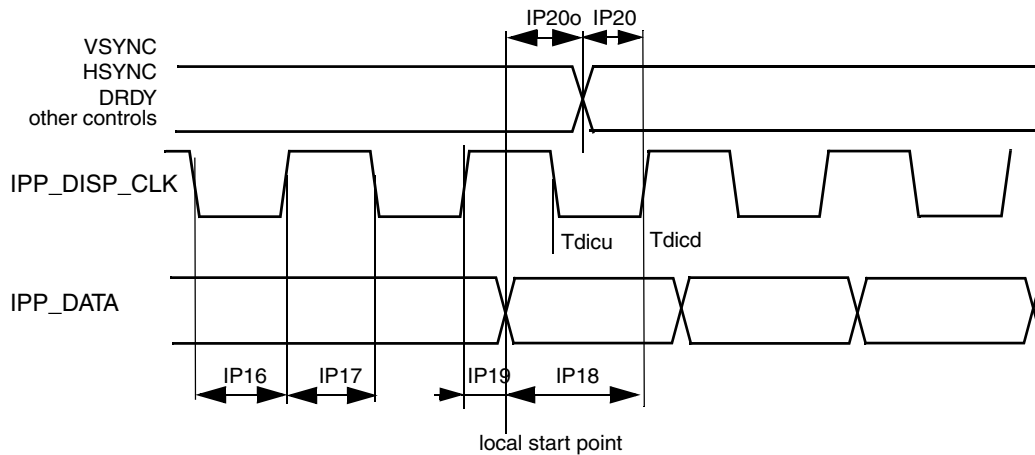 IP20o IP20
VSYNC
HSYNC
DRDY
other controls
IPP_DISP_CLK
Tdicu Tdicd
IPP_DATA
IP16 IP17 IP19 IP18
local start point